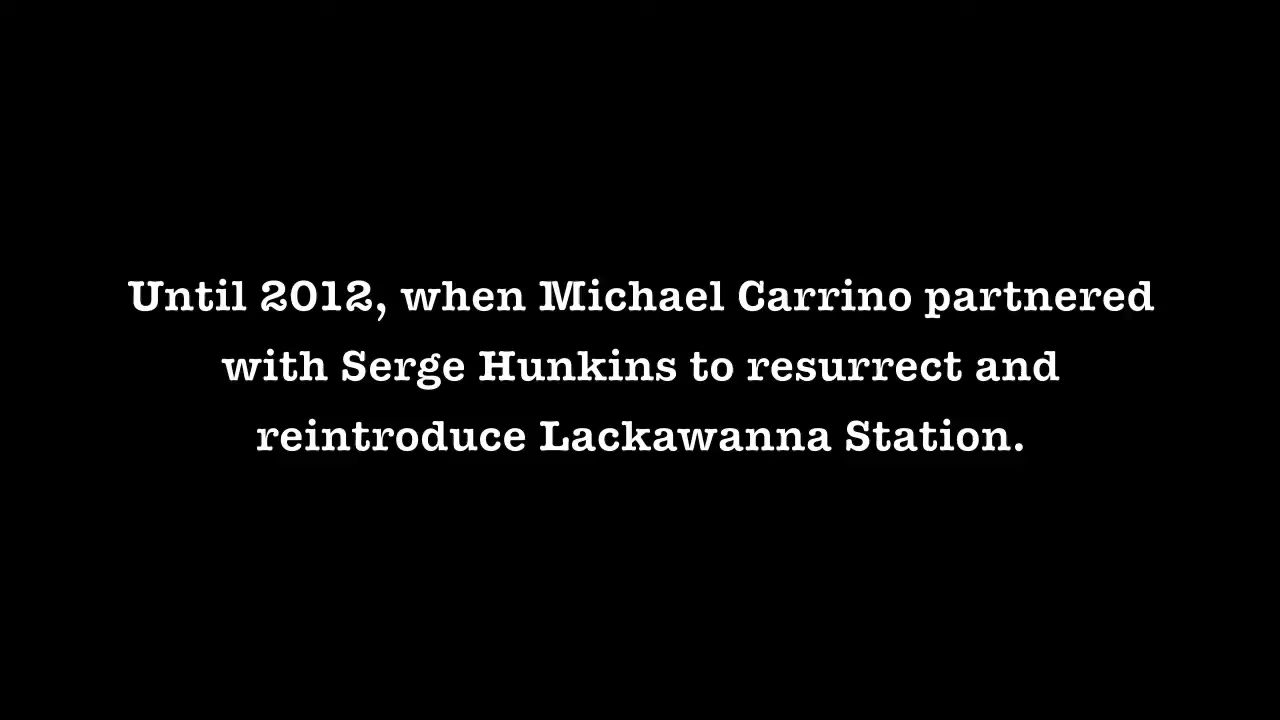 Until 2012, when Michael Carrino partnered
with Serge Hunkins to resurrect and
reintroduce Lackawanna Station.